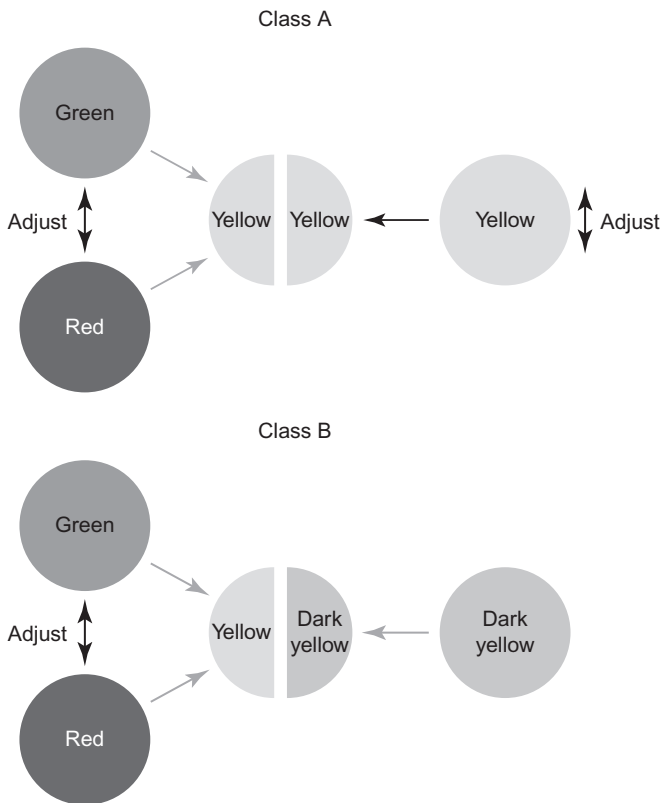 Class A
Green
Adjust
Red
Yellow
Yellow
Yellow
Adjust
Class B
Green
Adjust
Red
Yellow
Dark
yellow
Dark
yellow